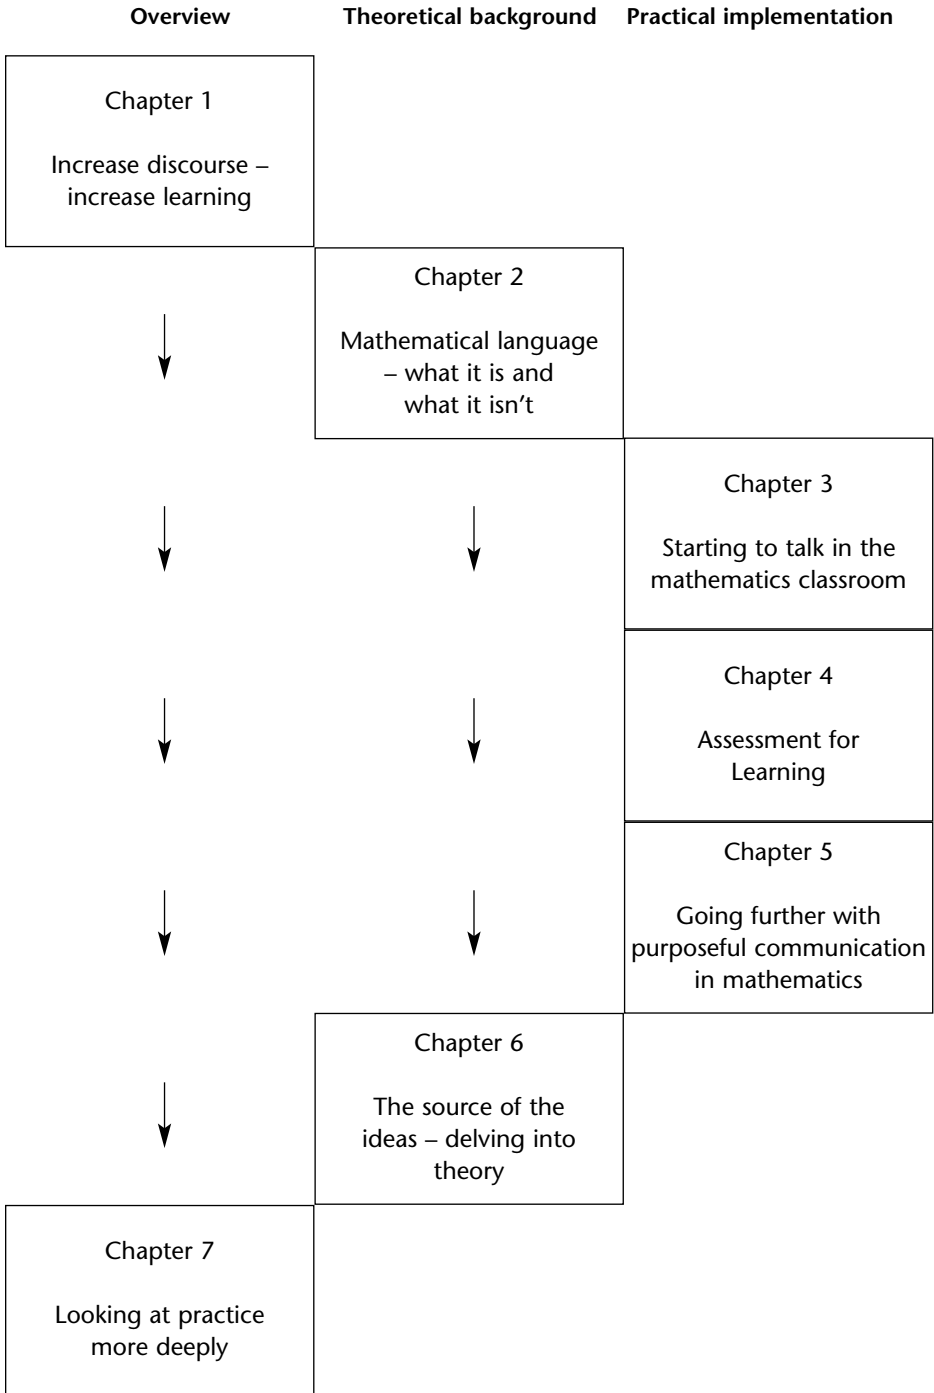 Overview
Theoretical background
Practical implementation
Chapter 1
Increase discourse –
increase learning
Chapter 2
Mathematical language
– what it is and
what it isn't
Chapter 3
Starting to talk in the
mathematics classroom
Chapter 4
Assessment for
Learning
Chapter 5
Going further with
purposeful communication
in mathematics
Chapter 6
The source of the
ideas – delving into
theory
Chapter 7
Looking at practice
more deeply